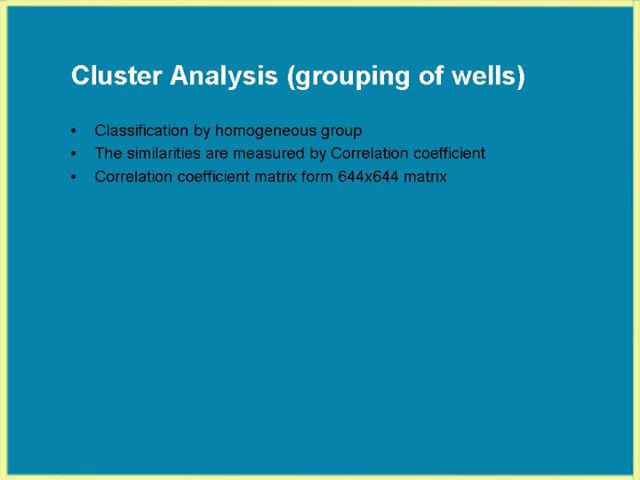 Cluster Analysis (grouping of wells)
• Classification by homogeneous group
• The similarities are measured by Correlation coefficient
• Correlation coefficient matrix form 644x644 matrix